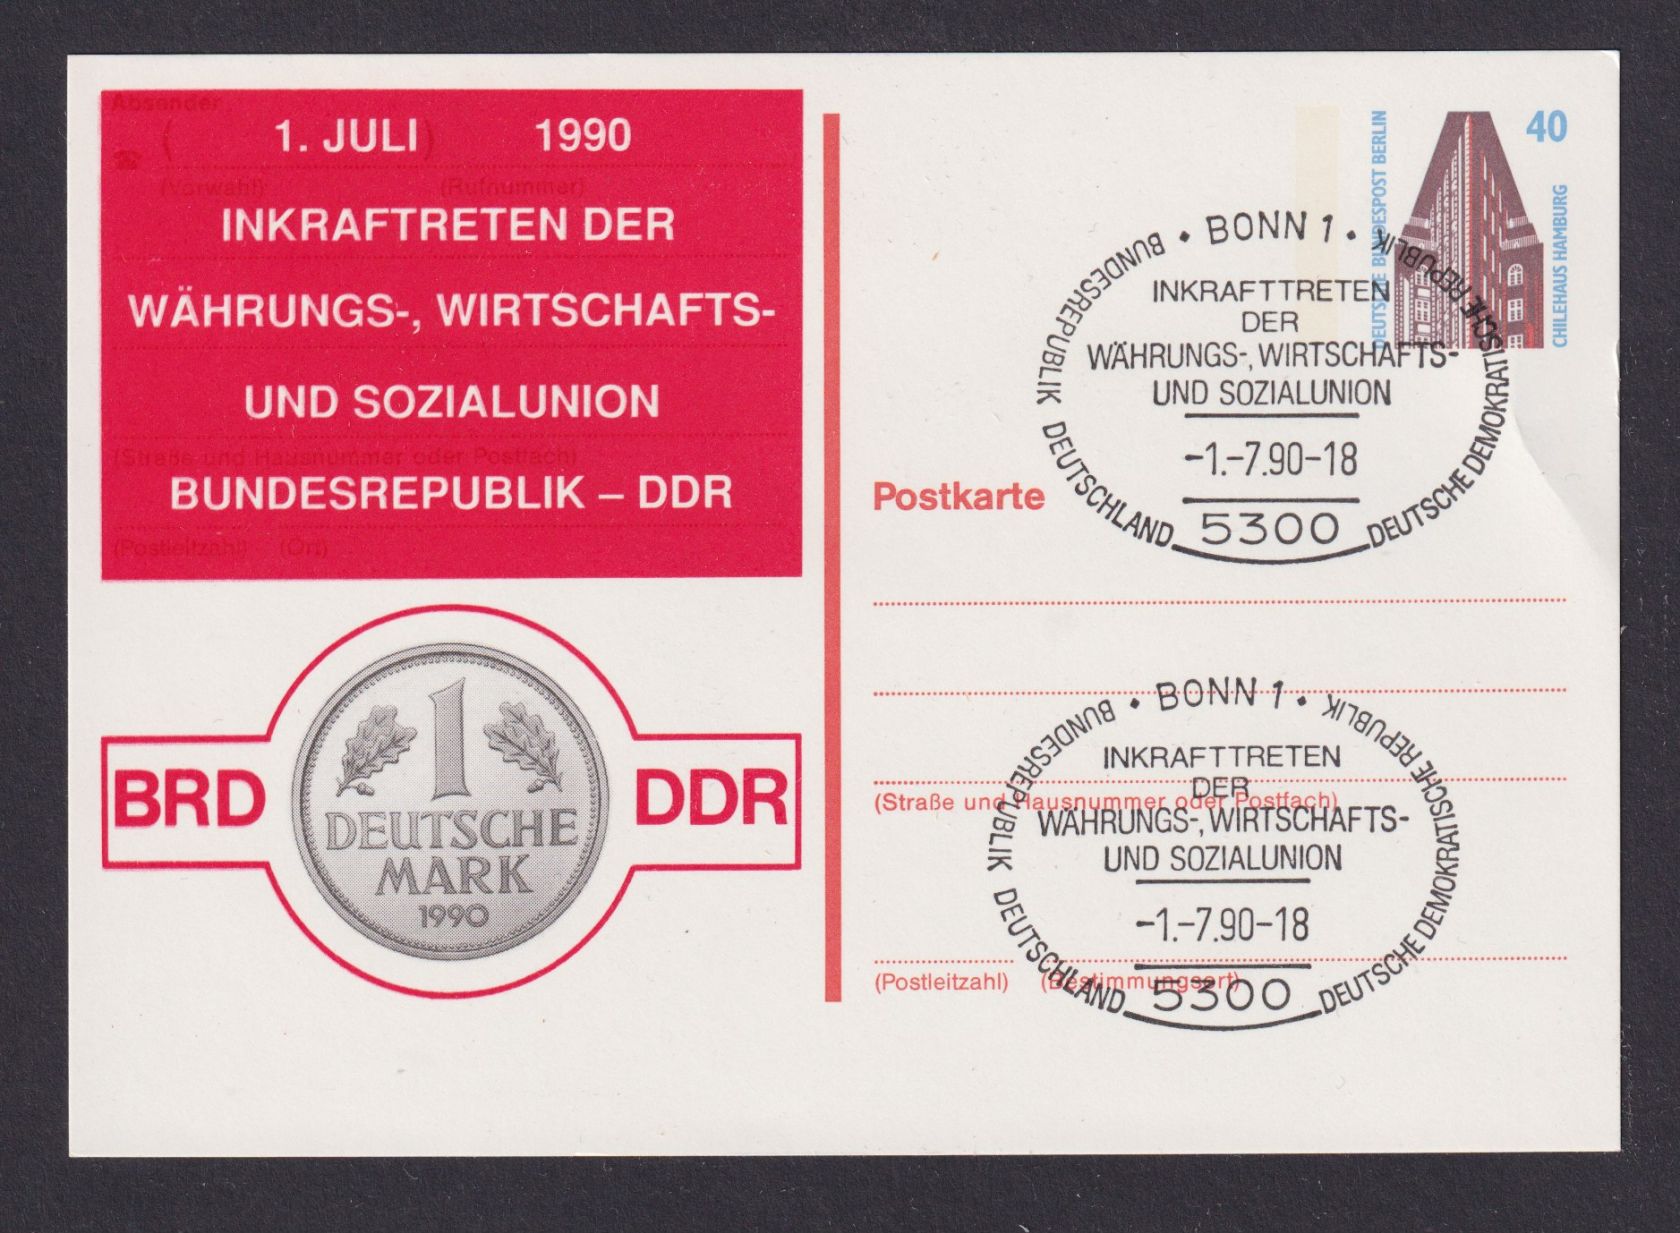 Absender
( ) 1. JULI 1990
(Vorwahl) (Rufnummer)
INKRAFTRETEN DER
WÄHRUNGS-, WIRTSCHAFTS-
UND SOZIALUNION
(Straße und Hausnummer oder Postfach)
BUNDESREPUBLIK – DDR
(Postleitzahl) (Ort)
BRD
1
DEUTSCHE
MARK
1990
DDR
DEUTSCHE BUNDESPOST BERLIN
40
CHILEHAUS HAMBURG
• BONN 1 •
BUNDESREPUBLIK DEUTSCHLAND
DEUTSCHE DEMOKRATISCHE REPUBLIK
INKRAFTTRETEN
DER
WÄHRUNGS-, WIRTSCHAFTS-
UND SOZIALUNION
-1.-7.90-18
5300
Postkarte
• BONN 1 •
BUNDESREPUBLIK DEUTSCHLAND
DEUTSCHE DEMOKRATISCHE REPUBLIK
INKRAFTTRETEN
DER
(Straße und Hausnummer oder Postfach)
WÄHRUNGS-, WIRTSCHAFTS-
UND SOZIALUNION
-1.-7.90-18
(Postleitzahl) (Bestimmungsort)
5300